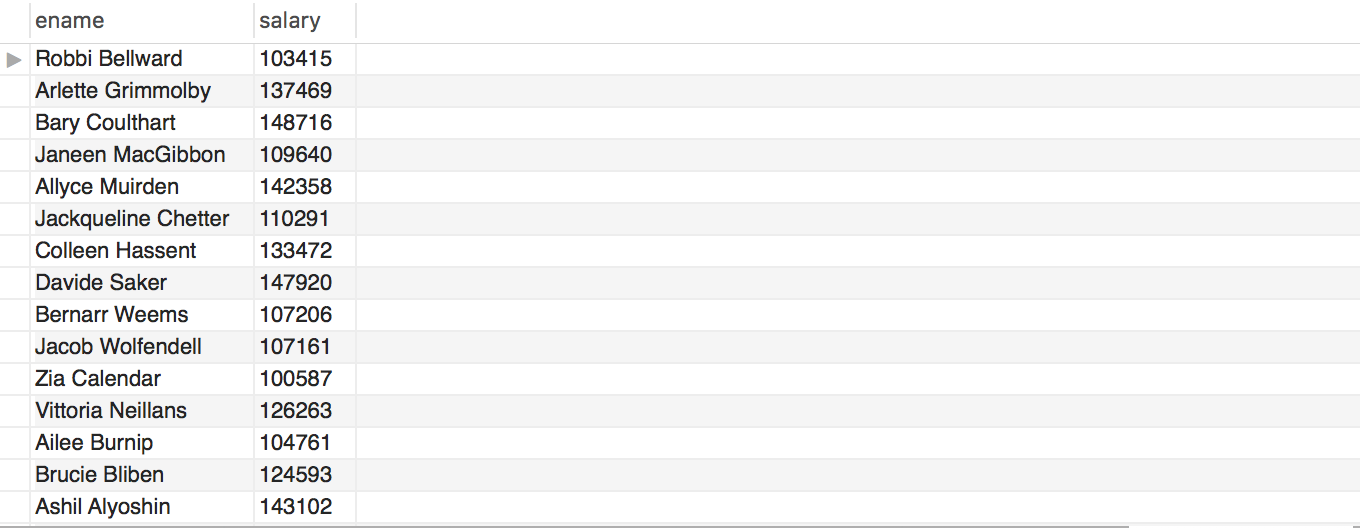 ename salary
Robbi Bellward 103415
Arlette Grimmolby 137469
Bary Coulthart 148716
Janeen MacGibbon 109640
Allyce Muirden 142358
Jackqueline Chetter 110291
Colleen Hassent 133472
Davide Saker 147920
Bernarr Weems 107206
Jacob Wolfendell 107161
Zia Calendar 100587
Vittoria Neillans 126263
Ailee Burnip 104761
Brucie Bliben 124593
Ashil Alyoshin 143102